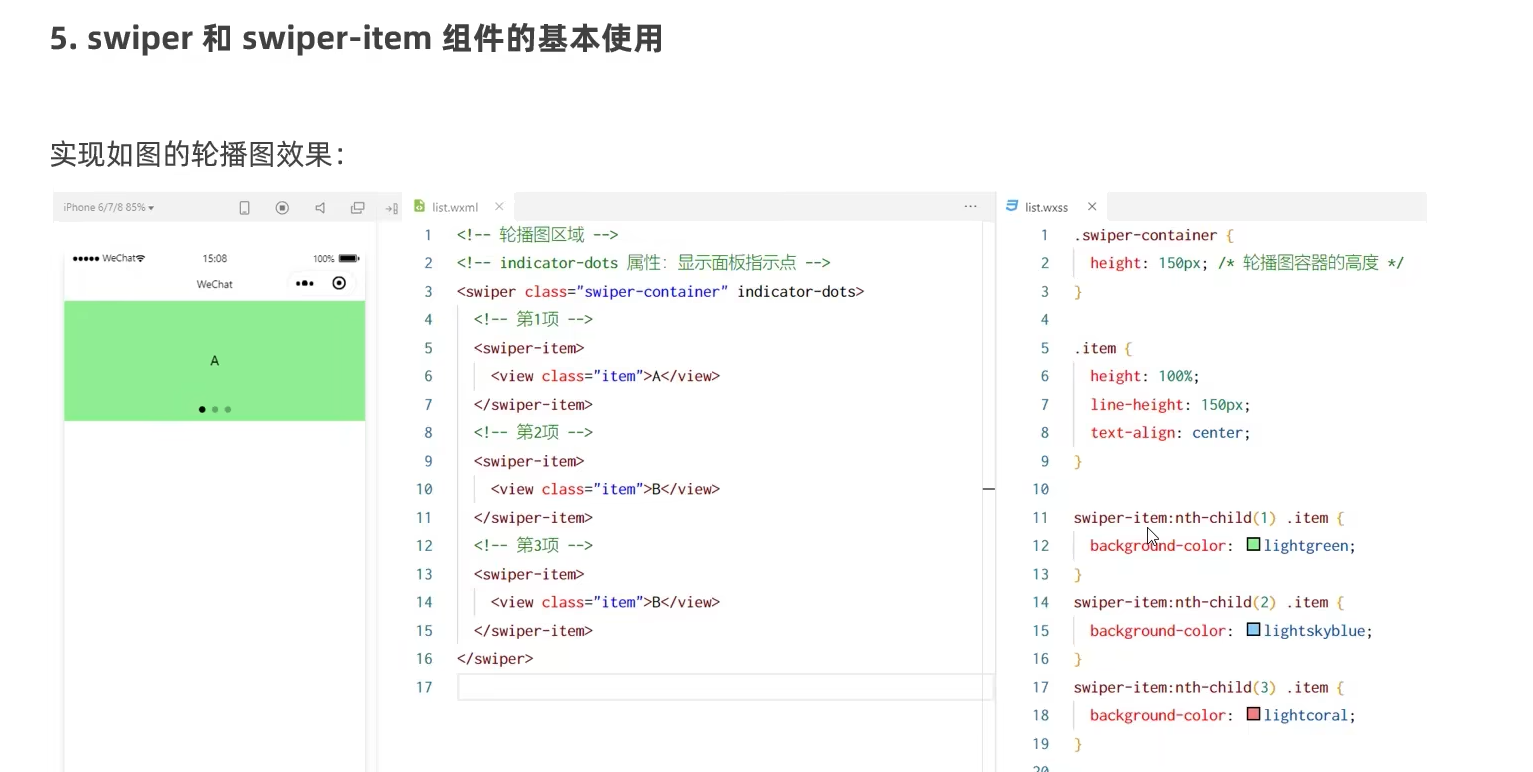 5. swiper 和 swiper-item 组件的基本使用
实现如图的轮播图效果：
iPhone 6/7/8 85%
WeChat
15:08
100%
WeChat
A
list.wxml
1 <!-- 轮播图区域 -->
2 <!-- indicator-dots 属性：显示面板指示点 -->
3 <swiper class="swiper-container" indicator-dots>
4 <!-- 第1项 -->
5 <swiper-item>
6 <view class="item">A</view>
7 </swiper-item>
8 <!-- 第2项 -->
9 <swiper-item>
10 <view class="item">B</view>
11 </swiper-item>
12 <!-- 第3项 -->
13 <swiper-item>
14 <view class="item">B</view>
15 </swiper-item>
16 </swiper>
17
list.wxss
1 .swiper-container {
2 height: 150px; /* 轮播图容器的高度 */
3 }
4
5 .item {
6 height: 100%;
7 line-height: 150px;
8 text-align: center;
9 }
10
11 swiper-item:nth-child(1) .item {
12 background-color: lightgreen;
13 }
14 swiper-item:nth-child(2) .item {
15 background-color: lightskyblue;
16 }
17 swiper-item:nth-child(3) .item {
18 background-color: lightcoral;
19 }
20